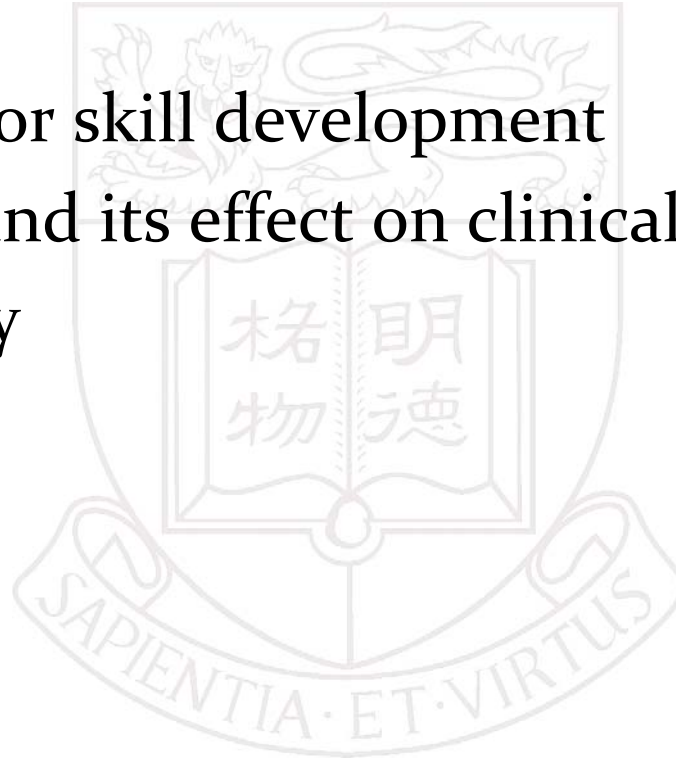 or skill development
nd its effect on clinical
y
明德
格物
SAPIENTIA·ET·VIRTUS